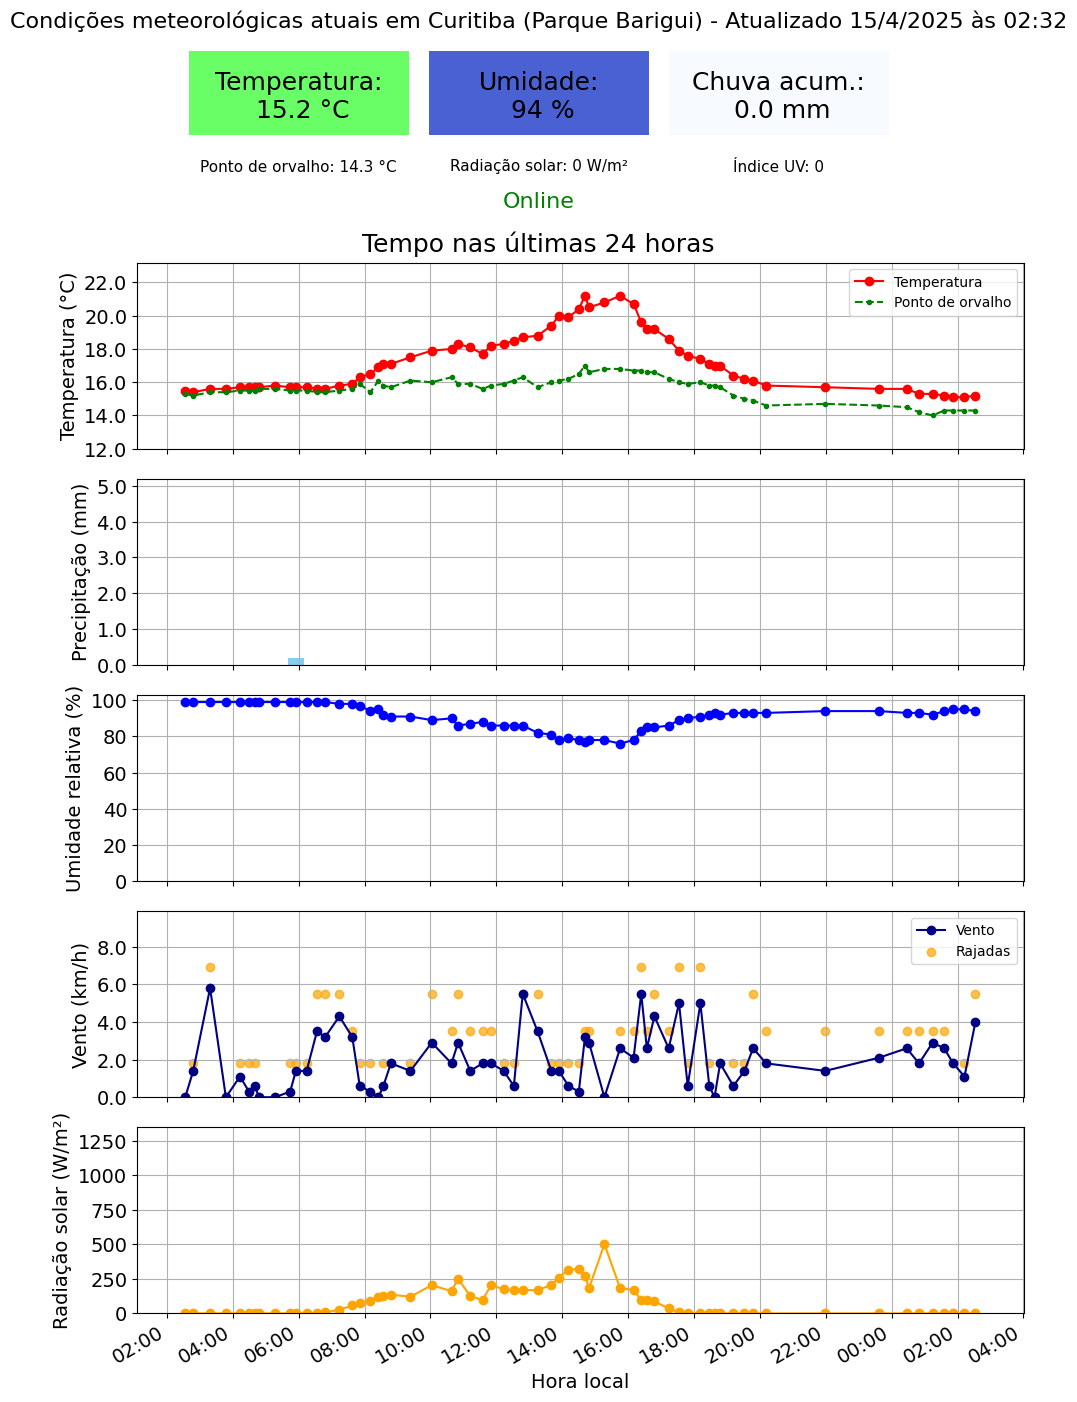 Condições meteorológicas atuais em Curitiba (Parque Barigui) - Atualizado 15/4/2025 às 02:32
Temperatura:
15.2 °C
Umidade:
94 %
Chuva acum.:
0.0 mm
Ponto de orvalho: 14.3 °C
Radiação solar: 0 W/m²
Índice UV: 0
Online
Tempo nas últimas 24 horas
Temperatura (°C)
22.0
20.0
18.0
16.0
14.0
12.0
Temperatura
Ponto de orvalho
Precipitação (mm)
5.0
4.0
3.0
2.0
1.0
0.0
Umidade relativa (%)
100
80
60
40
20
0
Vento (km/h)
8.0
6.0
4.0
2.0
0.0
Vento
Rajadas
Radiação solar (W/m²)
1250
1000
750
500
250
0
02:00
04:00
06:00
08:00
10:00
12:00
14:00
16:00
18:00
20:00
22:00
00:00
02:00
04:00
Hora local